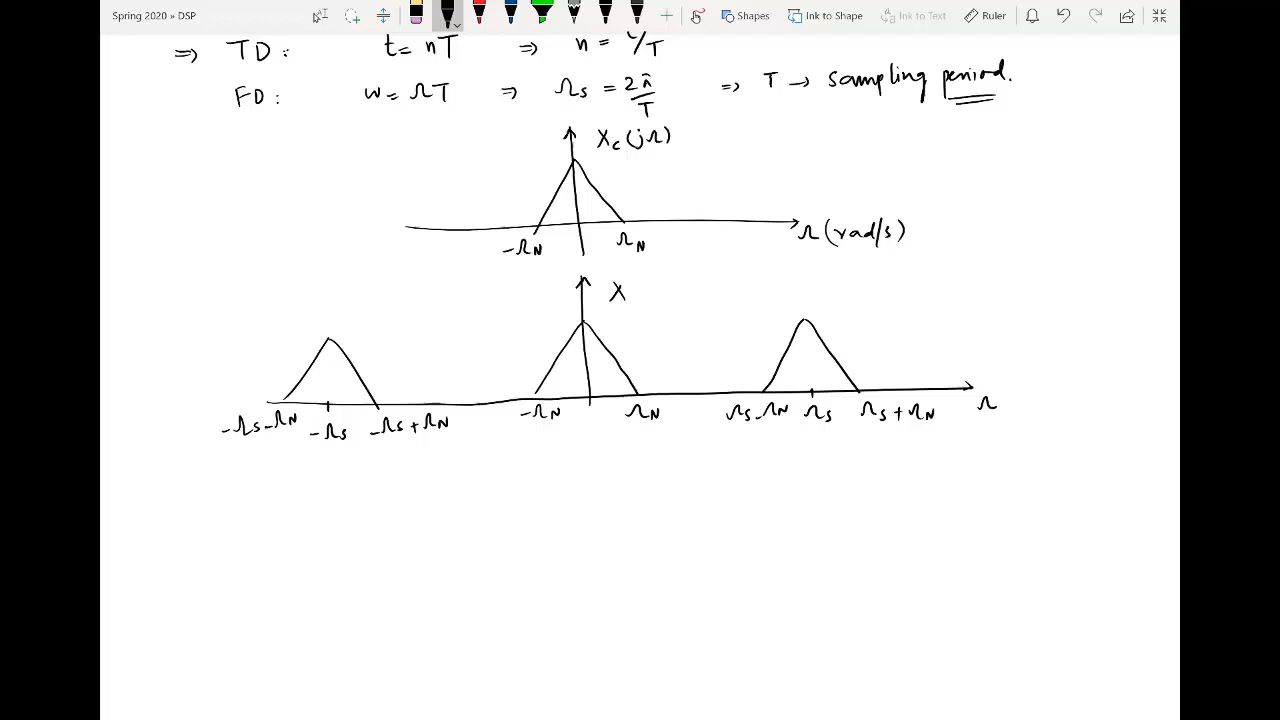 Spring 2020 » DSP Shapes Ink to Shape Ink to Text Ruler
⇒ TD: t = nT ⇒ n = t/T
FD: ω = ΩT ⇒ Ωs = 2π/T ⇒ T → sampling period.
Xc(jΩ)
Ω (rad/s)
-ΩN ΩN
X
-Ωs-ΩN -Ωs -Ωs+ΩN -ΩN ΩN Ωs-ΩN Ωs Ωs+ΩN Ω